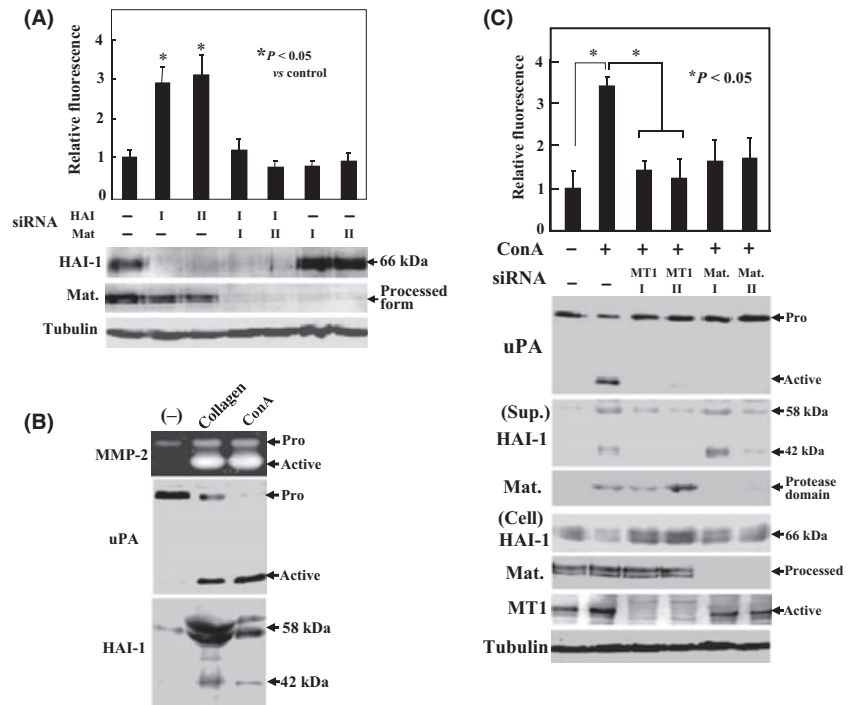 (A)
4
3
2
1
0
Relative fluorescence
* *
*P < 0.05
vs control
siRNA
HAI – I II I I – –
Mat – – – I II I II
HAI-1 66 kDa
Mat. Processed form
Tubulin
(B)
(–) Collagen ConA
MMP-2 Pro
Active
uPA Pro
Active
HAI-1 58 kDa
42 kDa
(C)
5
4
3
2
1
0
Relative fluorescence
* *
*P < 0.05
ConA – + + + + +
siRNA – – MT1 I MT1 II Mat. I Mat. II
uPA Pro
Active
(Sup.)
HAI-1 58 kDa
42 kDa
Mat. Protease domain
(Cell)
HAI-1 66 kDa
Mat. Processed
MT1 Active
Tubulin